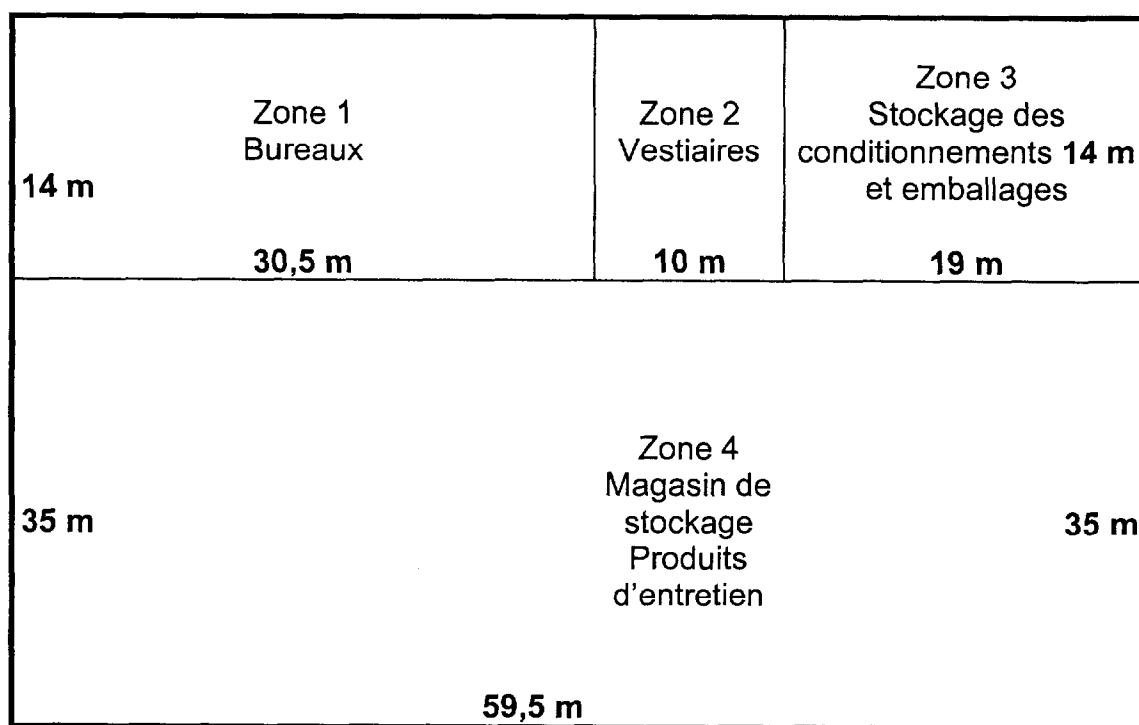 Zone 1
Bureaux
14 m
30,5 m
Zone 2
Vestiaires
10 m
Zone 3
Stockage des
conditionnements 14 m
et emballages
19 m
Zone 4
Magasin de
stockage
Produits
d'entretien
35 m
35 m
59,5 m